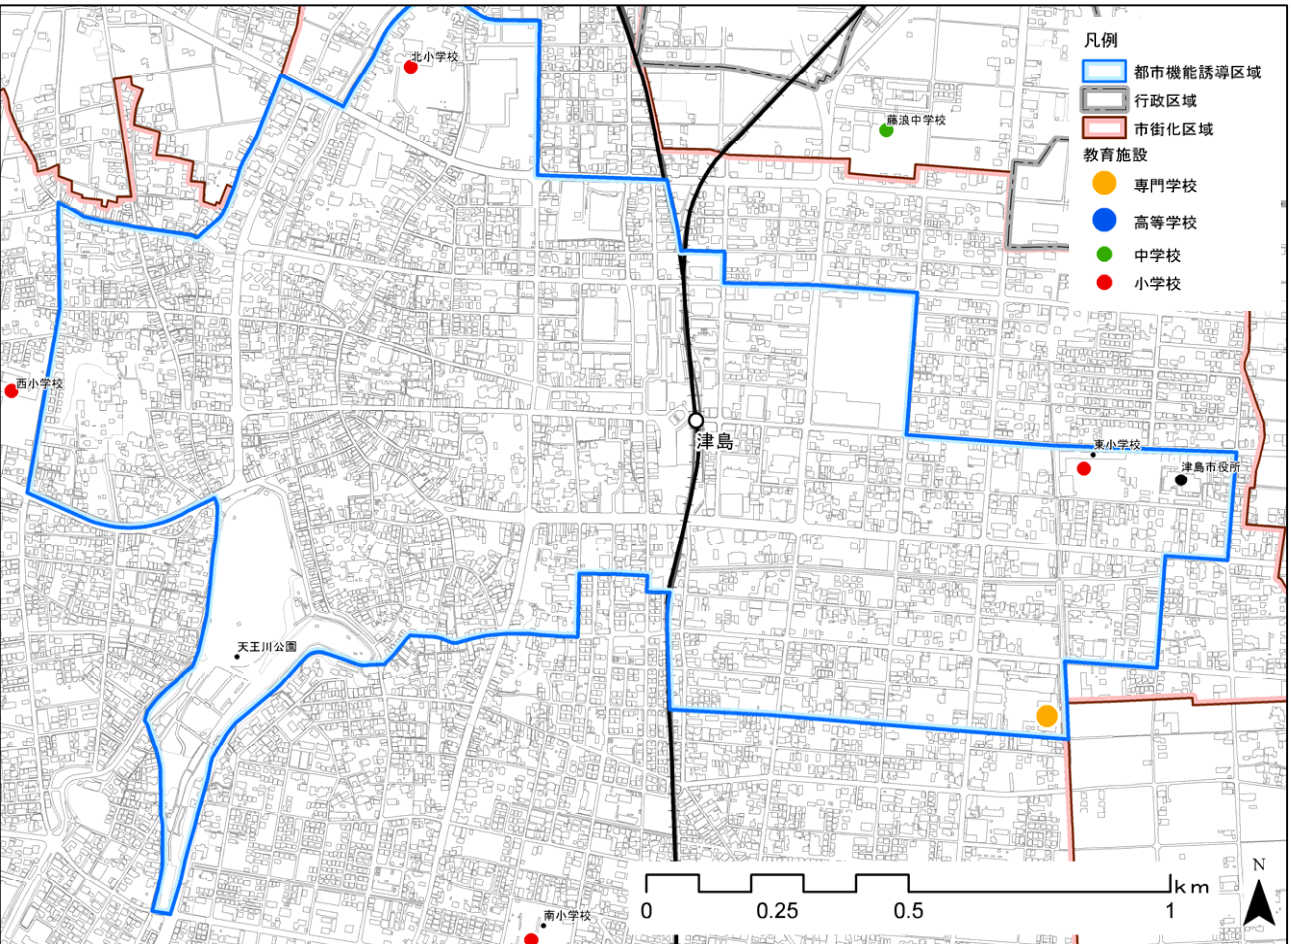 凡例
都市機能誘導区域
行政区域
市街化区域
教育施設
専門学校
高等学校
中学校
小学校
北小学校
藤浪中学校
西小学校
津島
東小学校
津島市役所
天王川公園
南小学校
N
km
0 0.25 0.5 1